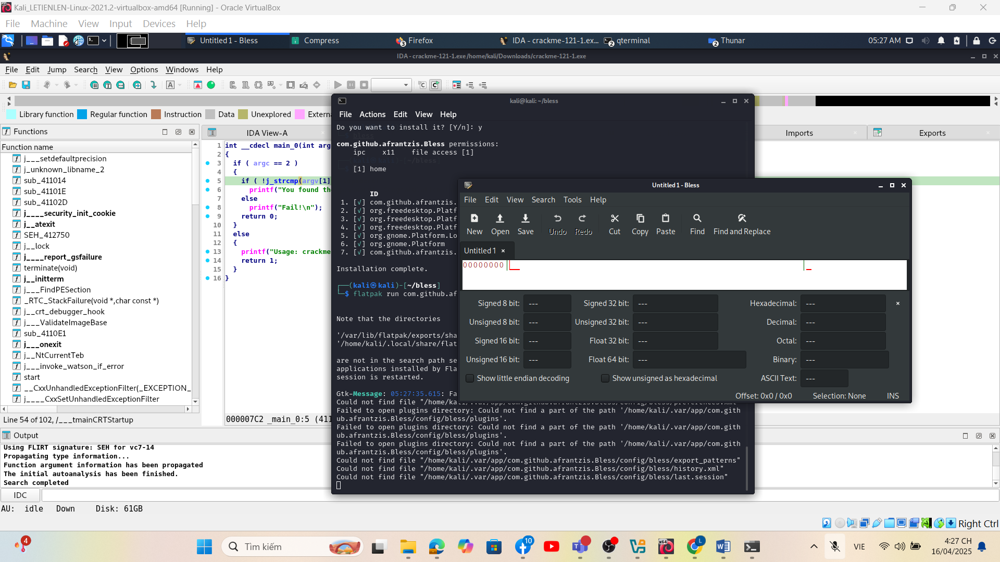 Kali_LETIENLEN-Linux-2021.2-virtualbox-amd64 [Running] - Oracle VirtualBox
File Machine View Input Devices Help
Untitled 1 - Bless
Compress
3 Firefox
IDA - crackme-121-1.ex...
2 qterminal
2 Thunar
05:27 AM
IDA - crackme-121-1.exe /home/kali/Downloads/crackme-121-1.exe
File Edit Jump Search View Options Windows Help
Library function Regular function Instruction Data Unexplored Extern
Functions
Function name
j___setdefaultprecision
j_unknown_libname_2
sub_411014
sub_41101E
sub_41102D
j____security_init_cookie
j__atexit
SEH_412750
j__lock
j____report_gsfailure
terminate(void)
j__initterm
j___FindPESection
_RTC_StackFailure(void *,char const *)
j__crt_debugger_hook
j___ValidateImageBase
sub_4110E1
j___onexit
j__NtCurrentTeb
j___invoke_watson_if_error
start
__CxxUnhandledExceptionFilter(_EXCEPTION_
j____CxxSetUnhandledExceptionFilter
Line 54 of 102, /___tmainCRTStartup
IDA View-A
Imports
Exports
1 int __cdecl main_0(int arg
2 {
3 if ( argc == 2 )
4 {
5 if ( !j_strcmp(argv[1]
6 printf("You found th
7 else
8 printf("Fail!\n");
9 return 0;
10 }
11 else
12 {
13 printf("Usage: crackme
14 return 1;
15 }
16 }
000007C2 _main_0:5 (411
kali@kali: ~/bless
File Actions Edit View Help
Do you want to install it? [Y/n]: y
com.github.afrantzis.Bless permissions:
ipc x11 file access [1]
[1] home
ID
1. [√] com.github.afrantzis.
2. [√] org.freedesktop.Platf
3. [√] org.freedesktop.Platf
4. [√] org.freedesktop.Platf
5. [√] org.gnome.Platform.Lo
6. [√] org.gnome.Platform
7. [√] com.github.afrantzis.
Installation complete.
┌──(kali㉿kali)-[~/bless]
└─$ flatpak run com.github.af
Note that the directories
'/var/lib/flatpak/exports/sha
'/home/kali/.local/share/flat
are not in the search path se
applications installed by Fla
session is restarted.
Gtk-Message: 05:27:35.615: Fa
Could not find file "/home/kali/.var/app/com.github.afrantzis.Bless/config/bless/preferences.xml"
Failed to open plugins directory: Could not find a part of the path '/home/kali/.var/app/com.gith
ub.afrantzis.Bless/config/bless/plugins'.
Failed to open plugins directory: Could not find a part of the path '/home/kali/.var/app/com.gith
ub.afrantzis.Bless/config/bless/plugins'.
Failed to open plugins directory: Could not find a part of the path '/home/kali/.var/app/com.gith
ub.afrantzis.Bless/config/bless/plugins'.
Could not find file "/home/kali/.var/app/com.github.afrantzis.Bless/config/bless/export_patterns"
Could not find file "/home/kali/.var/app/com.github.afrantzis.Bless/config/bless/history.xml"
Could not find file "/home/kali/.var/app/com.github.afrantzis.Bless/config/bless/last.session"
Untitled 1 - Bless
File Edit View Search Tools Help
New Open Save Undo Redo Cut Copy Paste Find Find and Replace
Untitled 1 ×
00000000
Signed 8 bit: --- Signed 32 bit: --- Hexadecimal: --- ×
Unsigned 8 bit: --- Unsigned 32 bit: --- Decimal: ---
Signed 16 bit: --- Float 32 bit: --- Octal: ---
Unsigned 16 bit: --- Float 64 bit: --- Binary: ---
Show little endian decoding Show unsigned as hexadecimal ASCII Text: ---
Offset: 0x0 / 0x0 Selection: None INS
Output
Using FLIRT signature: SEH for vc7-14
Propagating type information...
Function argument information has been propagated
The initial autoanalysis has been finished.
Search completed
IDC
AU: idle Down Disk: 61GB
Right Ctrl
4
Tìm kiếm
10
L
VIE
4:27 CH
16/04/2025